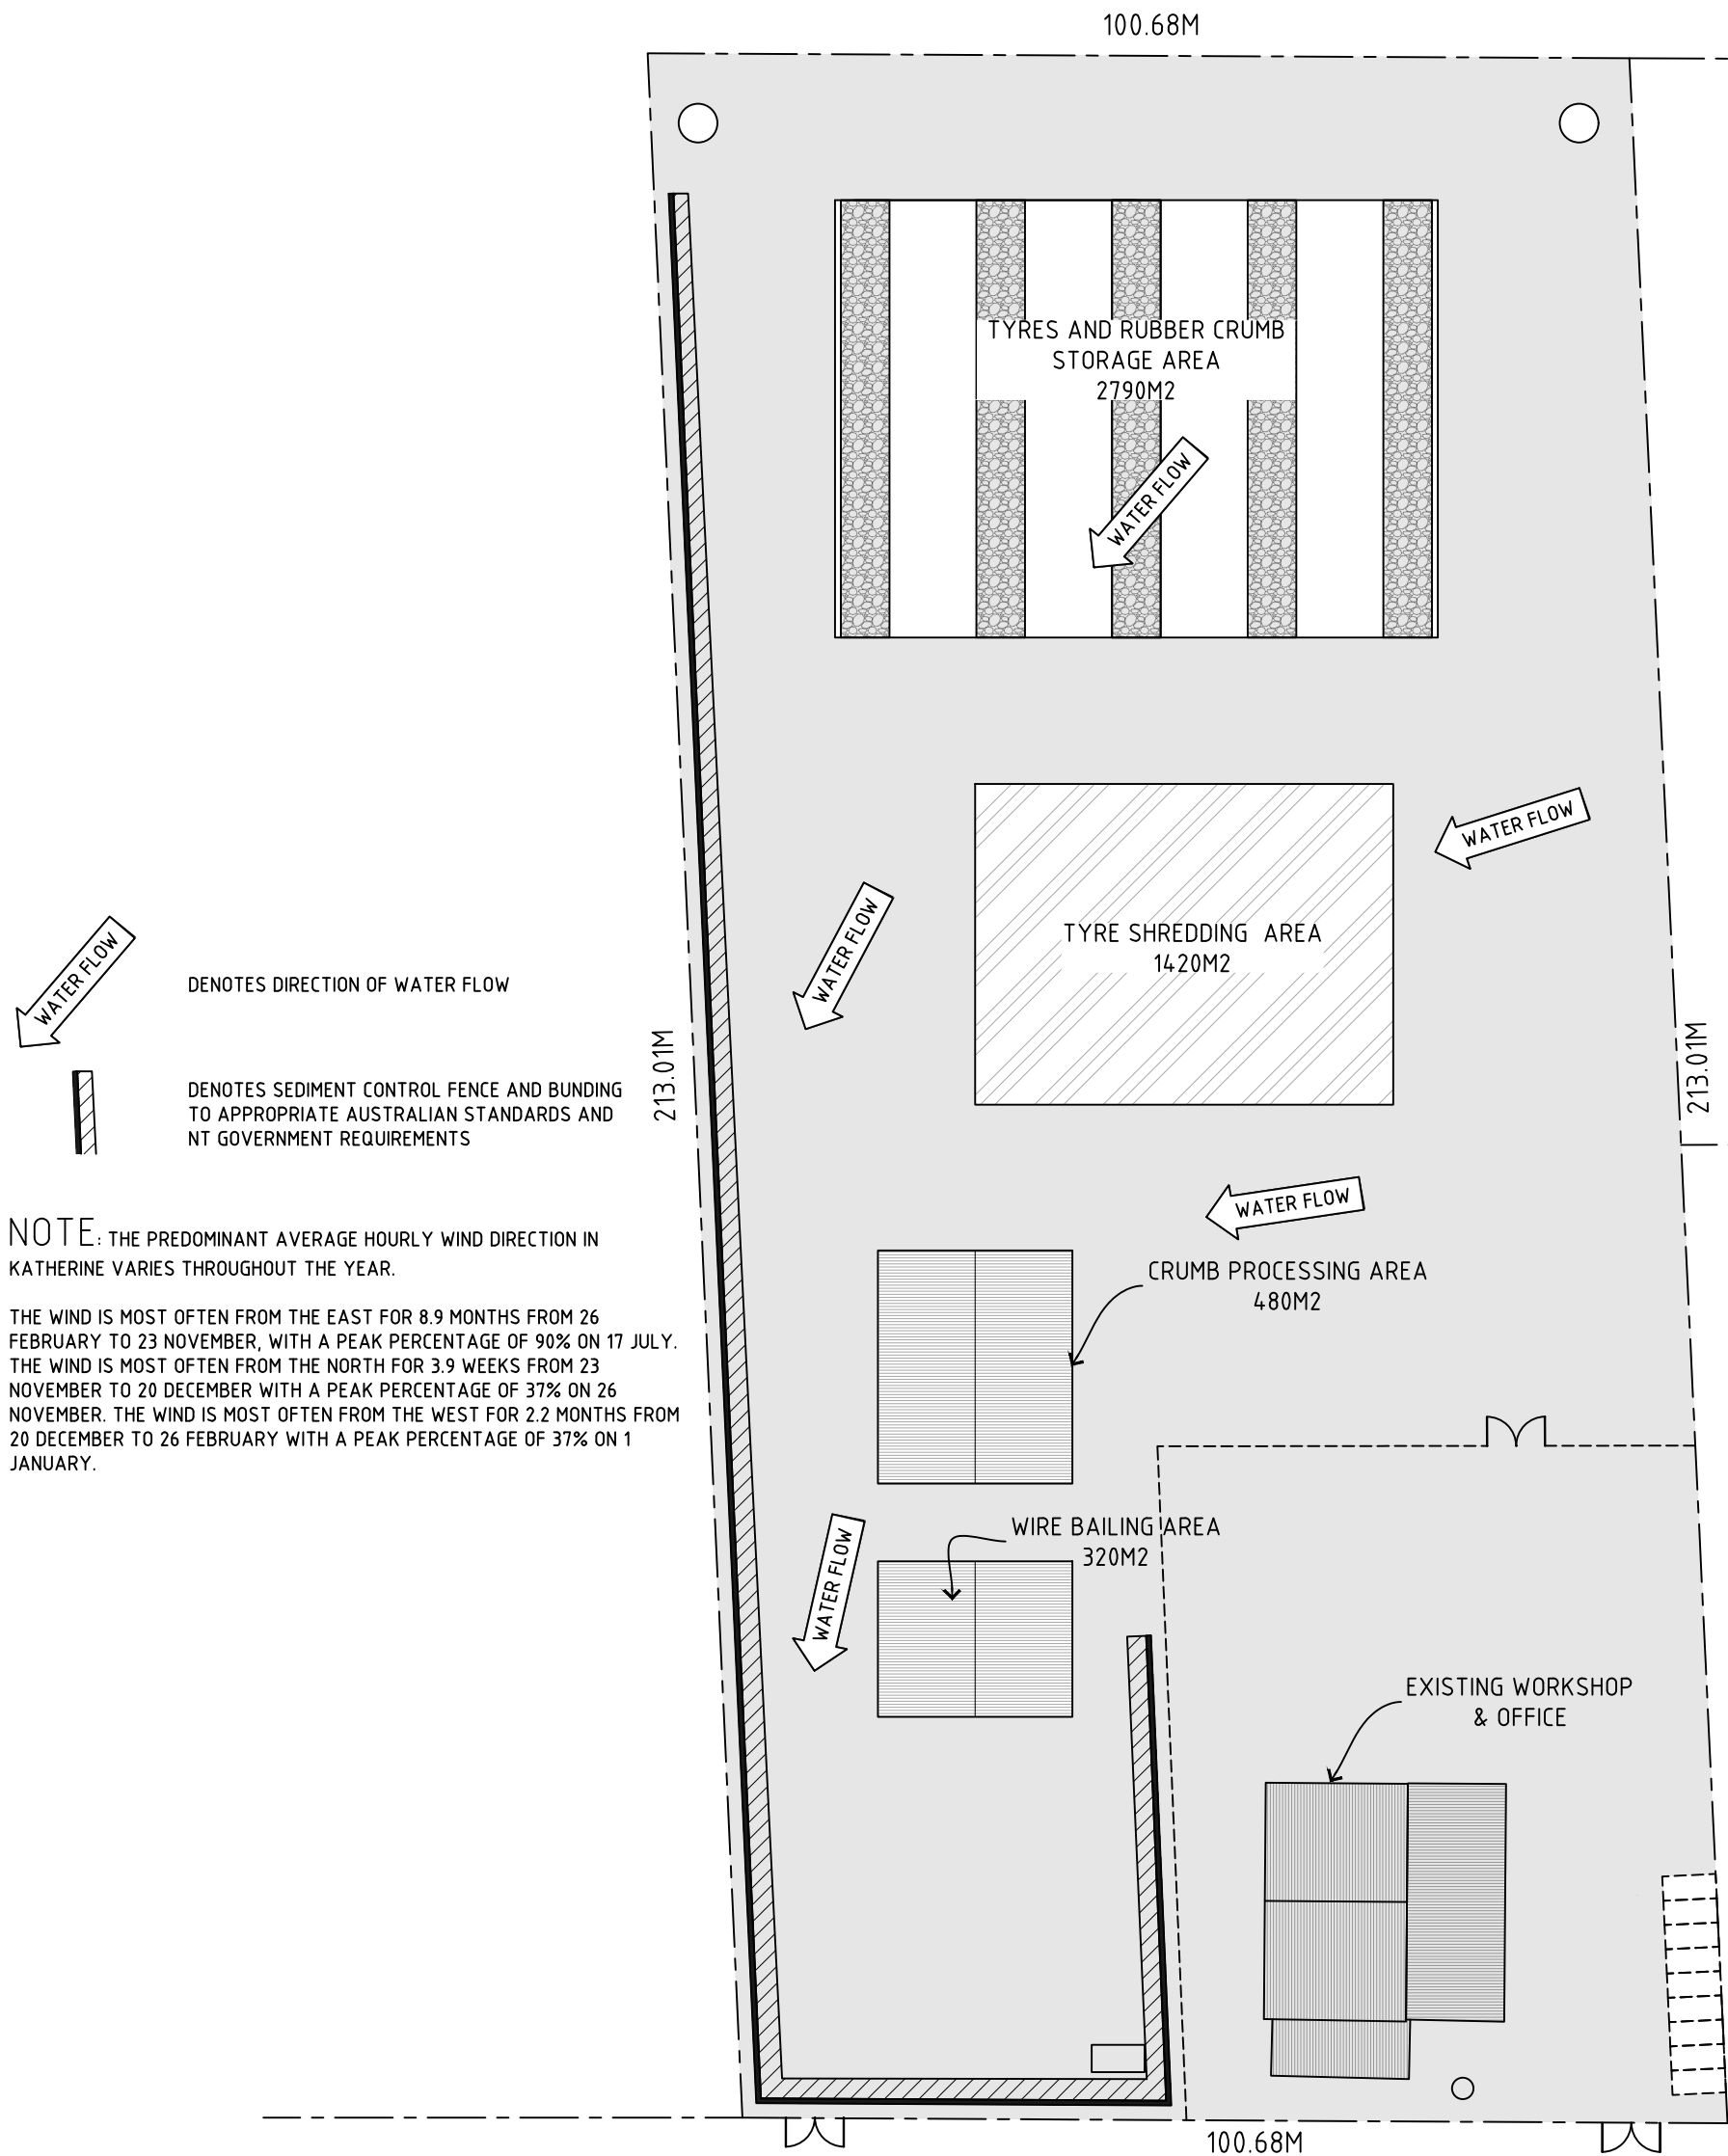 100.68M
TYRES AND RUBBER CRUMB
STORAGE AREA
2790M2
WATER FLOW
WATER FLOW
TYRE SHREDDING AREA
1420M2
WATER FLOW
WATER FLOW
DENOTES DIRECTION OF WATER FLOW
213.01M
213.01M
DENOTES SEDIMENT CONTROL FENCE AND BUNDING
TO APPROPRIATE AUSTRALIAN STANDARDS AND
NT GOVERNMENT REQUIREMENTS
WATER FLOW
NOTE: THE PREDOMINANT AVERAGE HOURLY WIND DIRECTION IN
KATHERINE VARIES THROUGHOUT THE YEAR.
THE WIND IS MOST OFTEN FROM THE EAST FOR 8.9 MONTHS FROM 26
FEBRUARY TO 23 NOVEMBER, WITH A PEAK PERCENTAGE OF 90% ON 17 JULY.
THE WIND IS MOST OFTEN FROM THE NORTH FOR 3.9 WEEKS FROM 23
NOVEMBER TO 20 DECEMBER WITH A PEAK PERCENTAGE OF 37% ON 26
NOVEMBER. THE WIND IS MOST OFTEN FROM THE WEST FOR 2.2 MONTHS FROM
20 DECEMBER TO 26 FEBRUARY WITH A PEAK PERCENTAGE OF 37% ON 1
JANUARY.
CRUMB PROCESSING AREA
480M2
WIRE BAILING AREA
320M2
WATER FLOW
EXISTING WORKSHOP
& OFFICE
100.68M